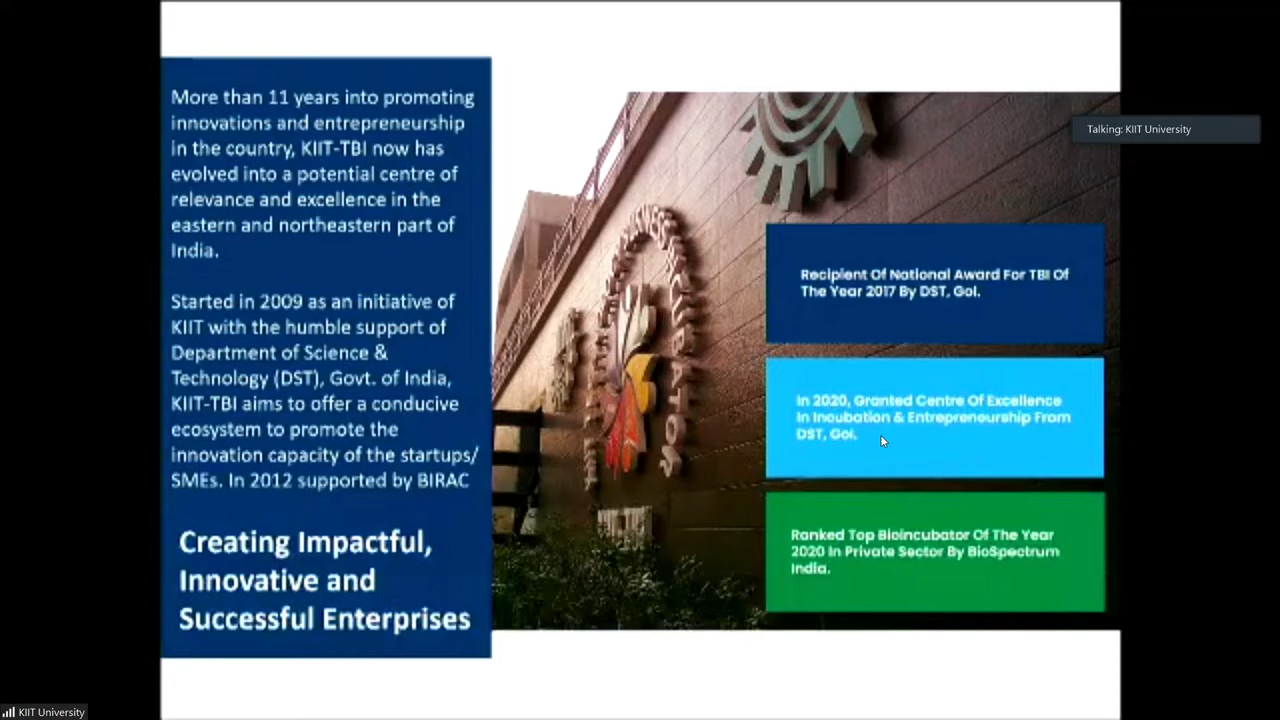 More than 11 years into promoting
innovations and entrepreneurship
in the country, KIIT-TBI now has
evolved into a potential centre of
relevance and excellence in the
eastern and northeastern part of
India.
Started in 2009 as an initiative of
KIIT with the humble support of
Department of Science &
Technology (DST), Govt. of India,
KIIT-TBI aims to offer a conducive
ecosystem to promote the
innovation capacity of the startups/
SMEs. In 2012 supported by BIRAC
Creating Impactful,
Innovative and
Successful Enterprises
Talking: KIIT University
Recipient Of National Award For TBI Of
The Year 2017 By DST, GoI.
In 2020, Granted Centre Of Excellence
In Incubation & Entrepreneurship From
DST, GoI.
Ranked Top Bioincubator Of The Year
2020 In Private Sector By BioSpectrum
India.
KIIT University